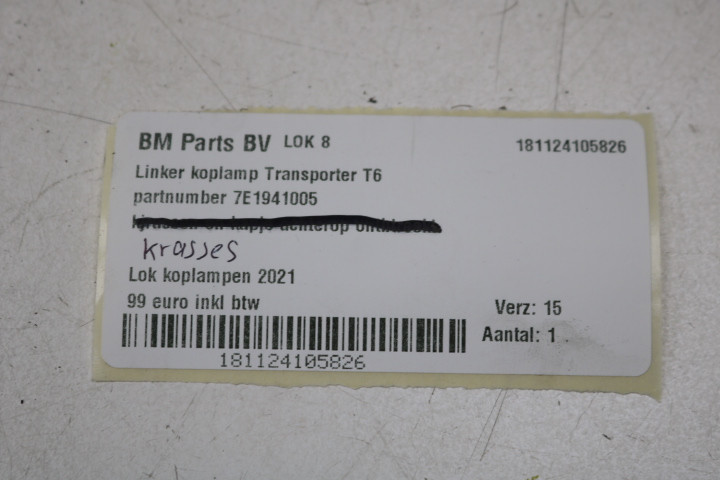 BM Parts BV LOK 8 181124105826
Linker koplamp Transporter T6
partnumber 7E1941005
krasses
Lok koplampen 2021
99 euro inkl btw Verz: 15
Aantal: 1
181124105826